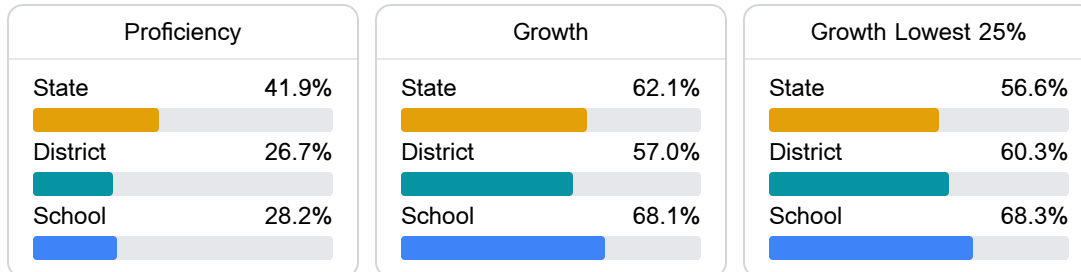 Proficiency
State 41.9%
District 26.7%
School 28.2%
Growth
State 62.1%
District 57.0%
School 68.1%
Growth Lowest 25%
State 56.6%
District 60.3%
School 68.3%